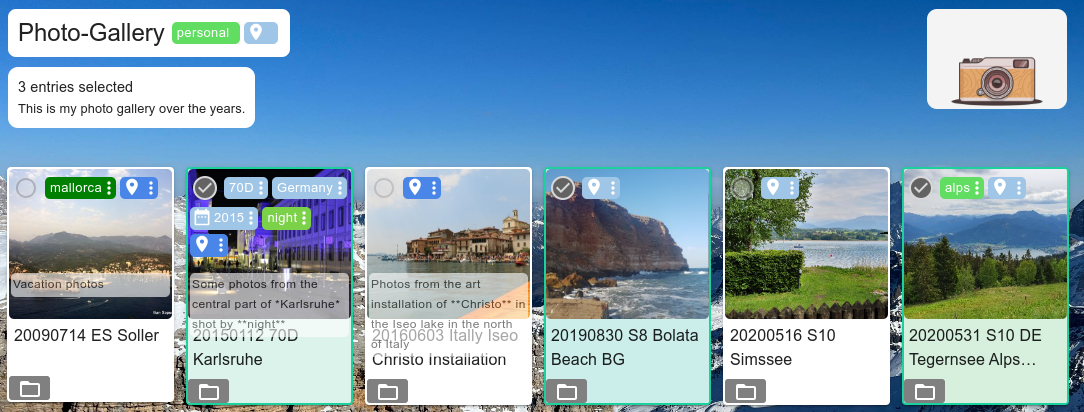 Photo-Gallery personal
3 entries selected
This is my photo gallery over the years.
mallorca
Vacation photos
20090714 ES Soller
70D Germany
2015 night
Some photos from the
central part of *Karlsruhe*
shot by **night**
20150112 70D
Karlsruhe
Photos from the art
installation of **Christo** in
the Iseo lake in the north
of Italy
20160603 Itally Iseo
Christo Installation
20190830 S8 Bolata
Beach BG
20200516 S10
Simssee
alps
20200531 S10 DE
Tegernsee Alps…